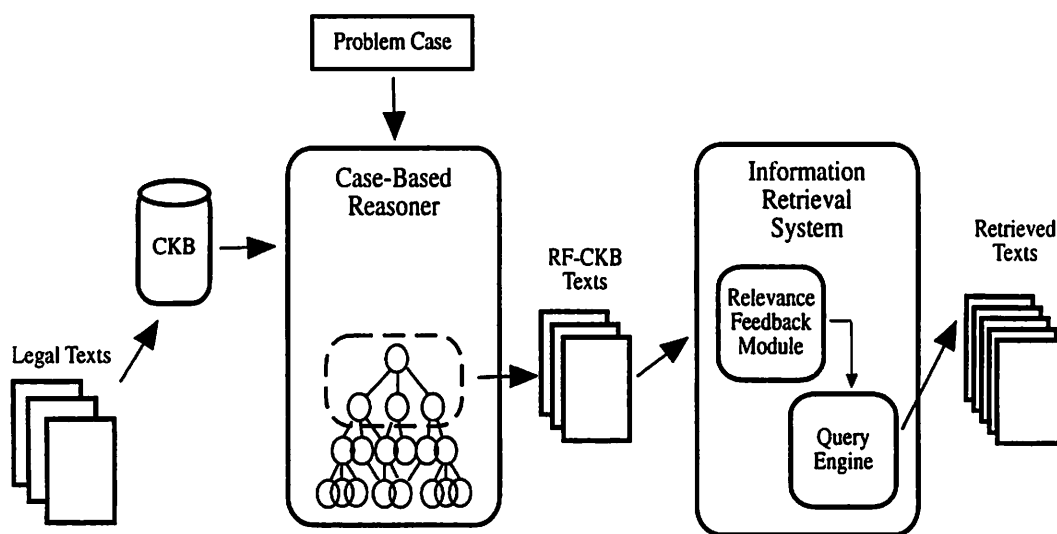 Problem Case
Case-Based
Reasoner
CKB
Legal Texts
RF-CKB
Texts
Information
Retrieval
System
Relevance
Feedback
Module
Query
Engine
Retrieved
Texts